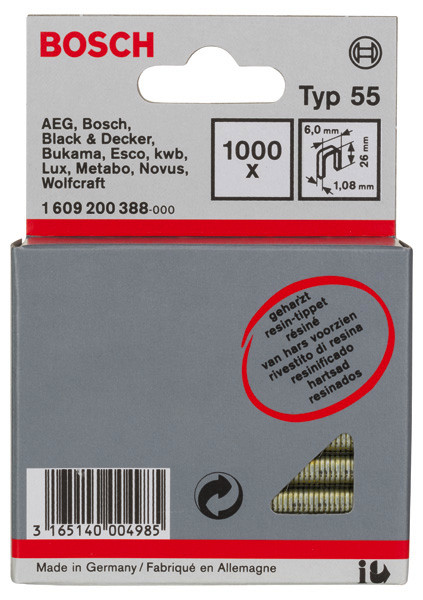 BOSCH
Typ 55
AEG, Bosch,
Black & Decker,
Bukama, Esco, kwb,
Lux, Metabo, Novus,
Wolfcraft
1 609 200 388-000
1000
x
6,0 mm
26 mm
1,08 mm
geharzt
resin-tippet
résiné
van hars voorzien
rivestito di resina
resinificado
hartsad
resinados
3 165140 004985
Made in Germany / Fabriqué en Allemagne